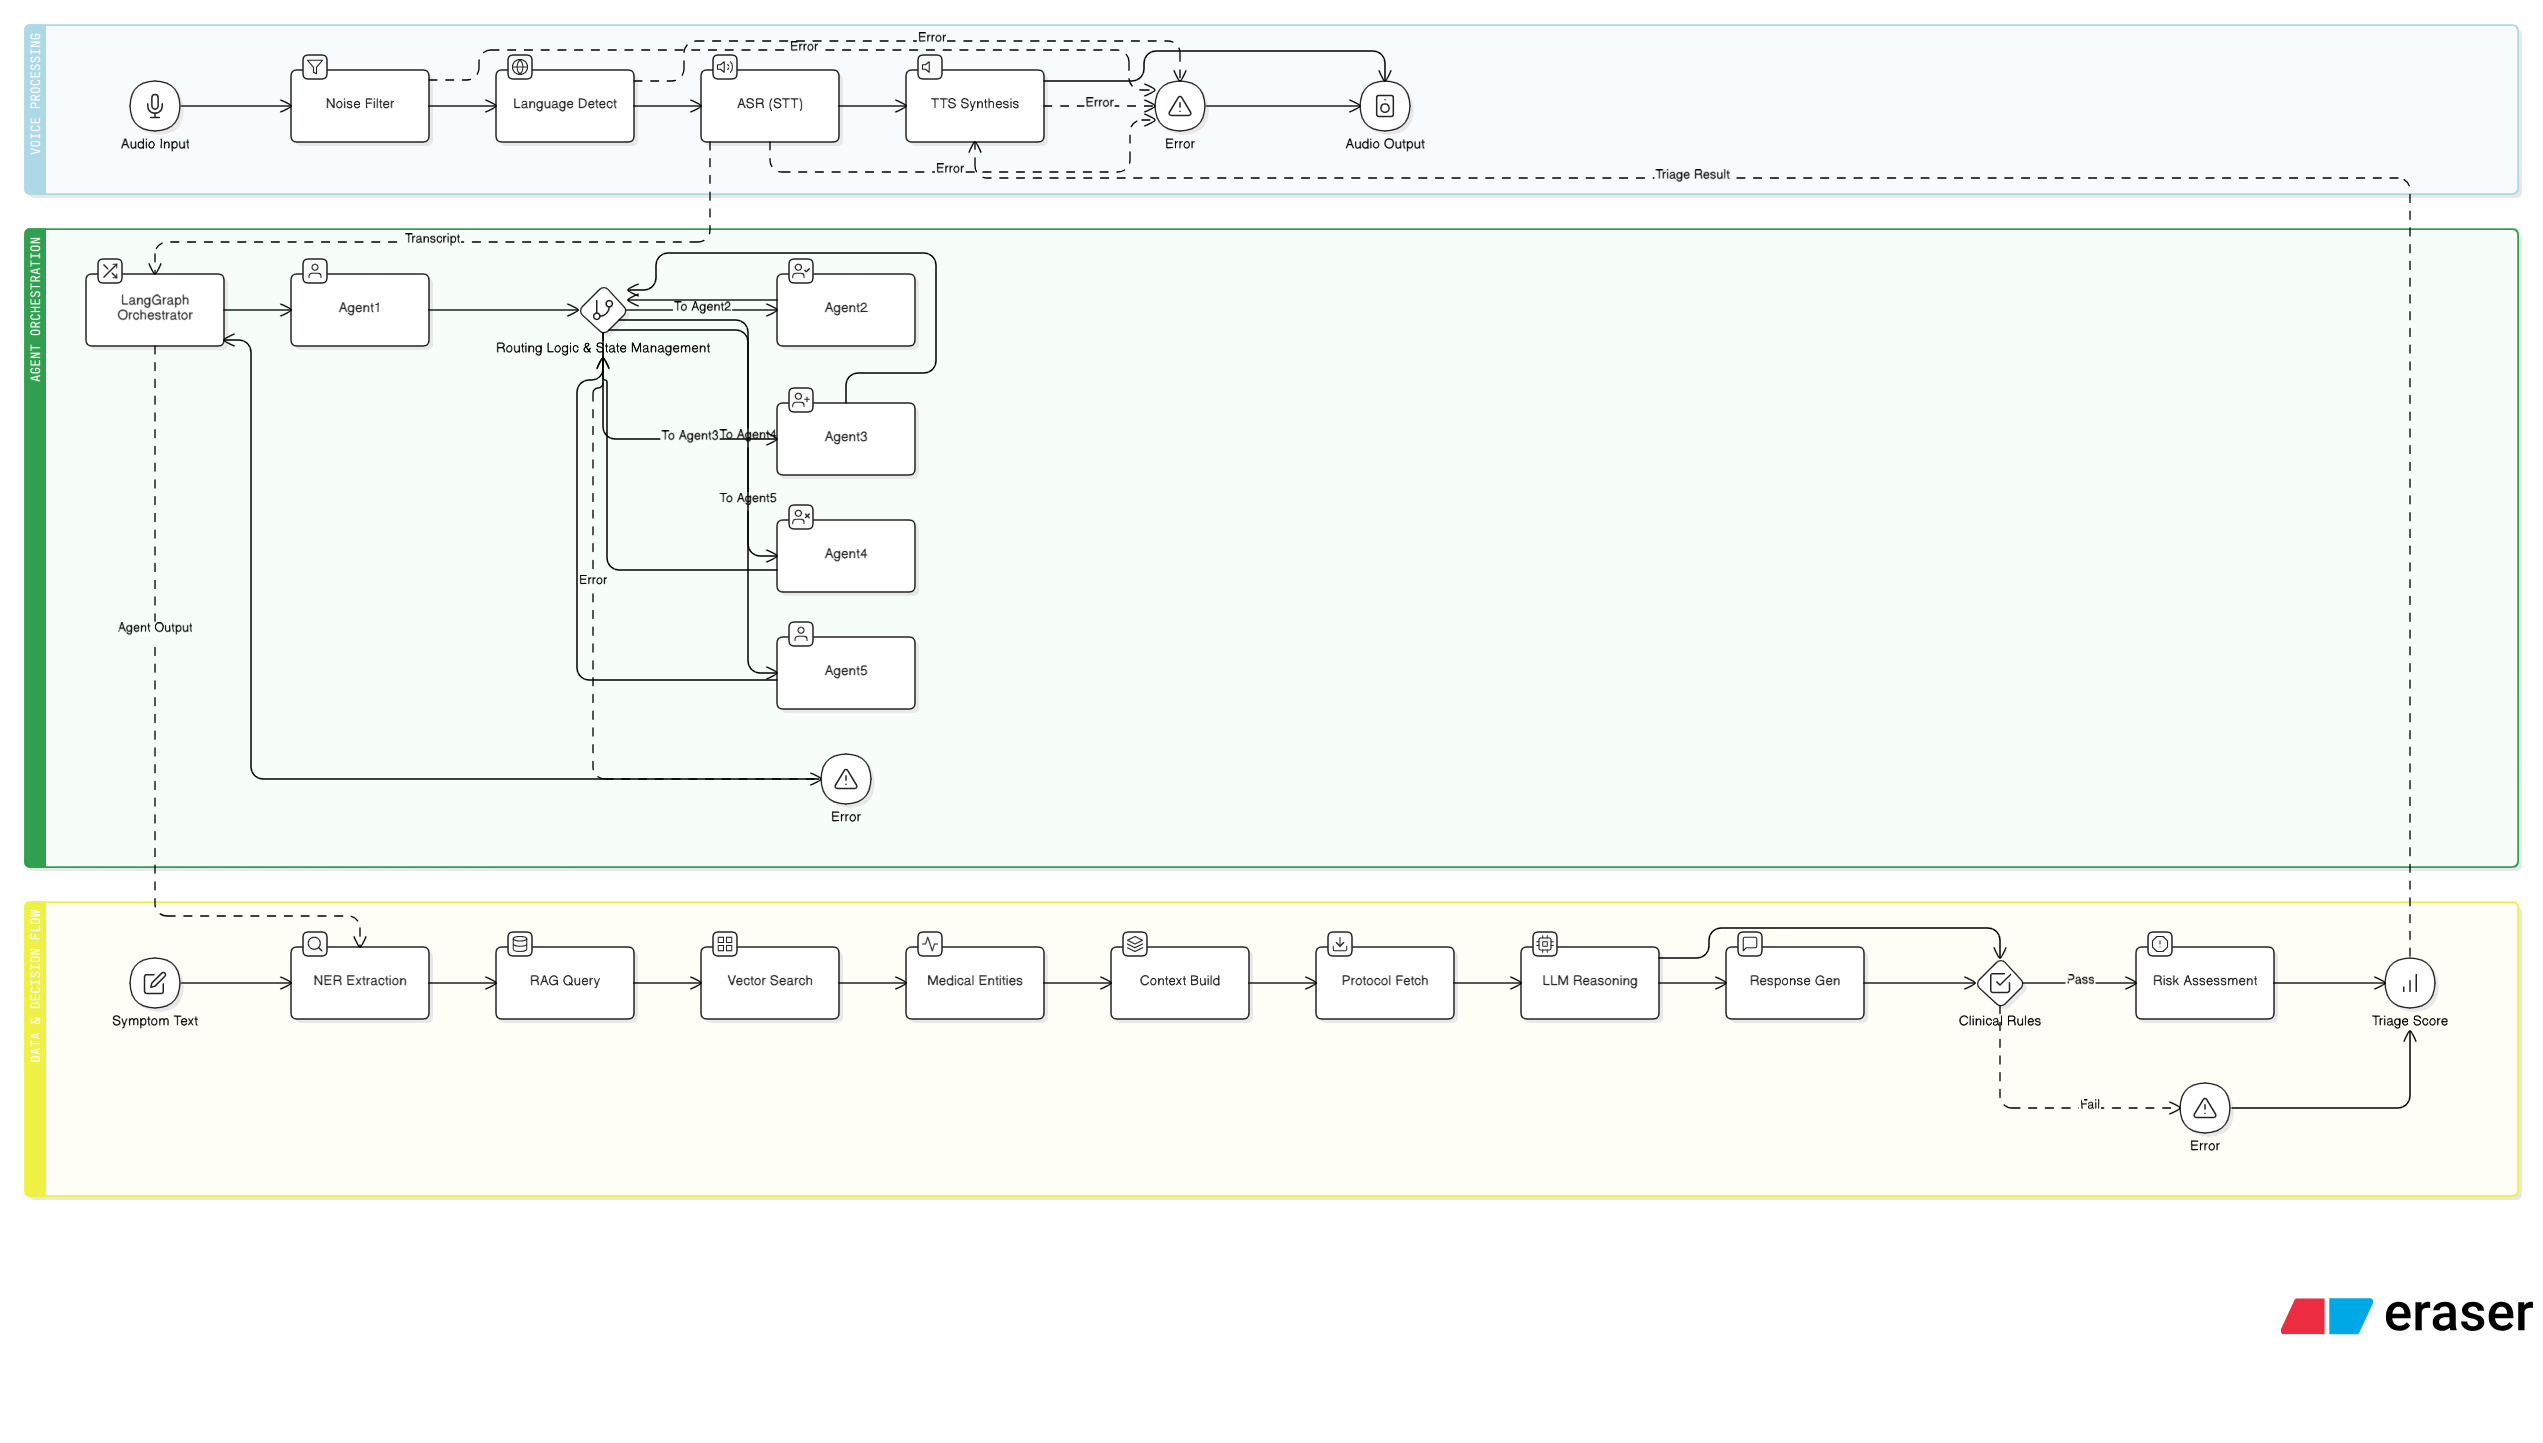 VOICE PROCESSING
Error
Error
Noise Filter
Language Detect
ASR (STT)
TTS Synthesis
Error
Audio Input
Error
Audio Output
Error
Triage Result
AGENT ORCHESTRATION
Transcript
LangGraph
Orchestrator
Agent1
To Agent2
Agent2
Routing Logic & State Management
To Agent3
To Agent4
Agent3
To Agent5
Agent4
Error
Agent Output
Agent5
Error
DATA & DECISION FLOW
NER Extraction
RAG Query
Vector Search
Medical Entities
Context Build
Protocol Fetch
LLM Reasoning
Response Gen
Pass
Risk Assessment
Symptom Text
Clinical Rules
Triage Score
Fail
Error
eraser